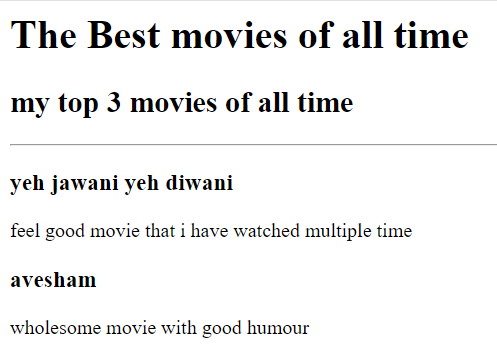 The Best movies of all time
my top 3 movies of all time
yeh jawani yeh diwani
feel good movie that i have watched multiple time
avesham
wholesome movie with good humour